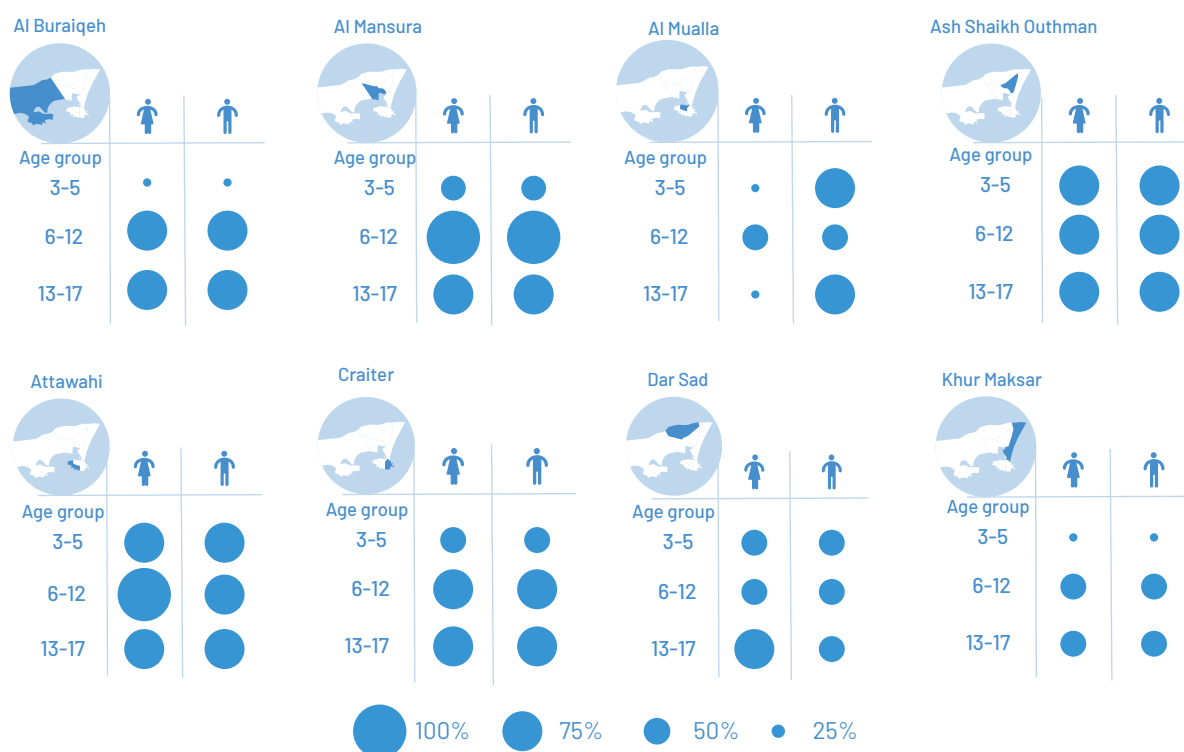 Al Buraiqeh
Age group
3-5
6-12
13-17
Al Mansura
Age group
3-5
6-12
13-17
Al Mualla
Age group
3-5
6-12
13-17
Ash Shaikh Outhman
Age group
3-5
6-12
13-17
Attawahi
Age group
3-5
6-12
13-17
Craiter
Age group
3-5
6-12
13-17
Dar Sad
Age group
3-5
6-12
13-17
Khur Maksar
Age group
3-5
6-12
13-17
100% 75% 50% 25%